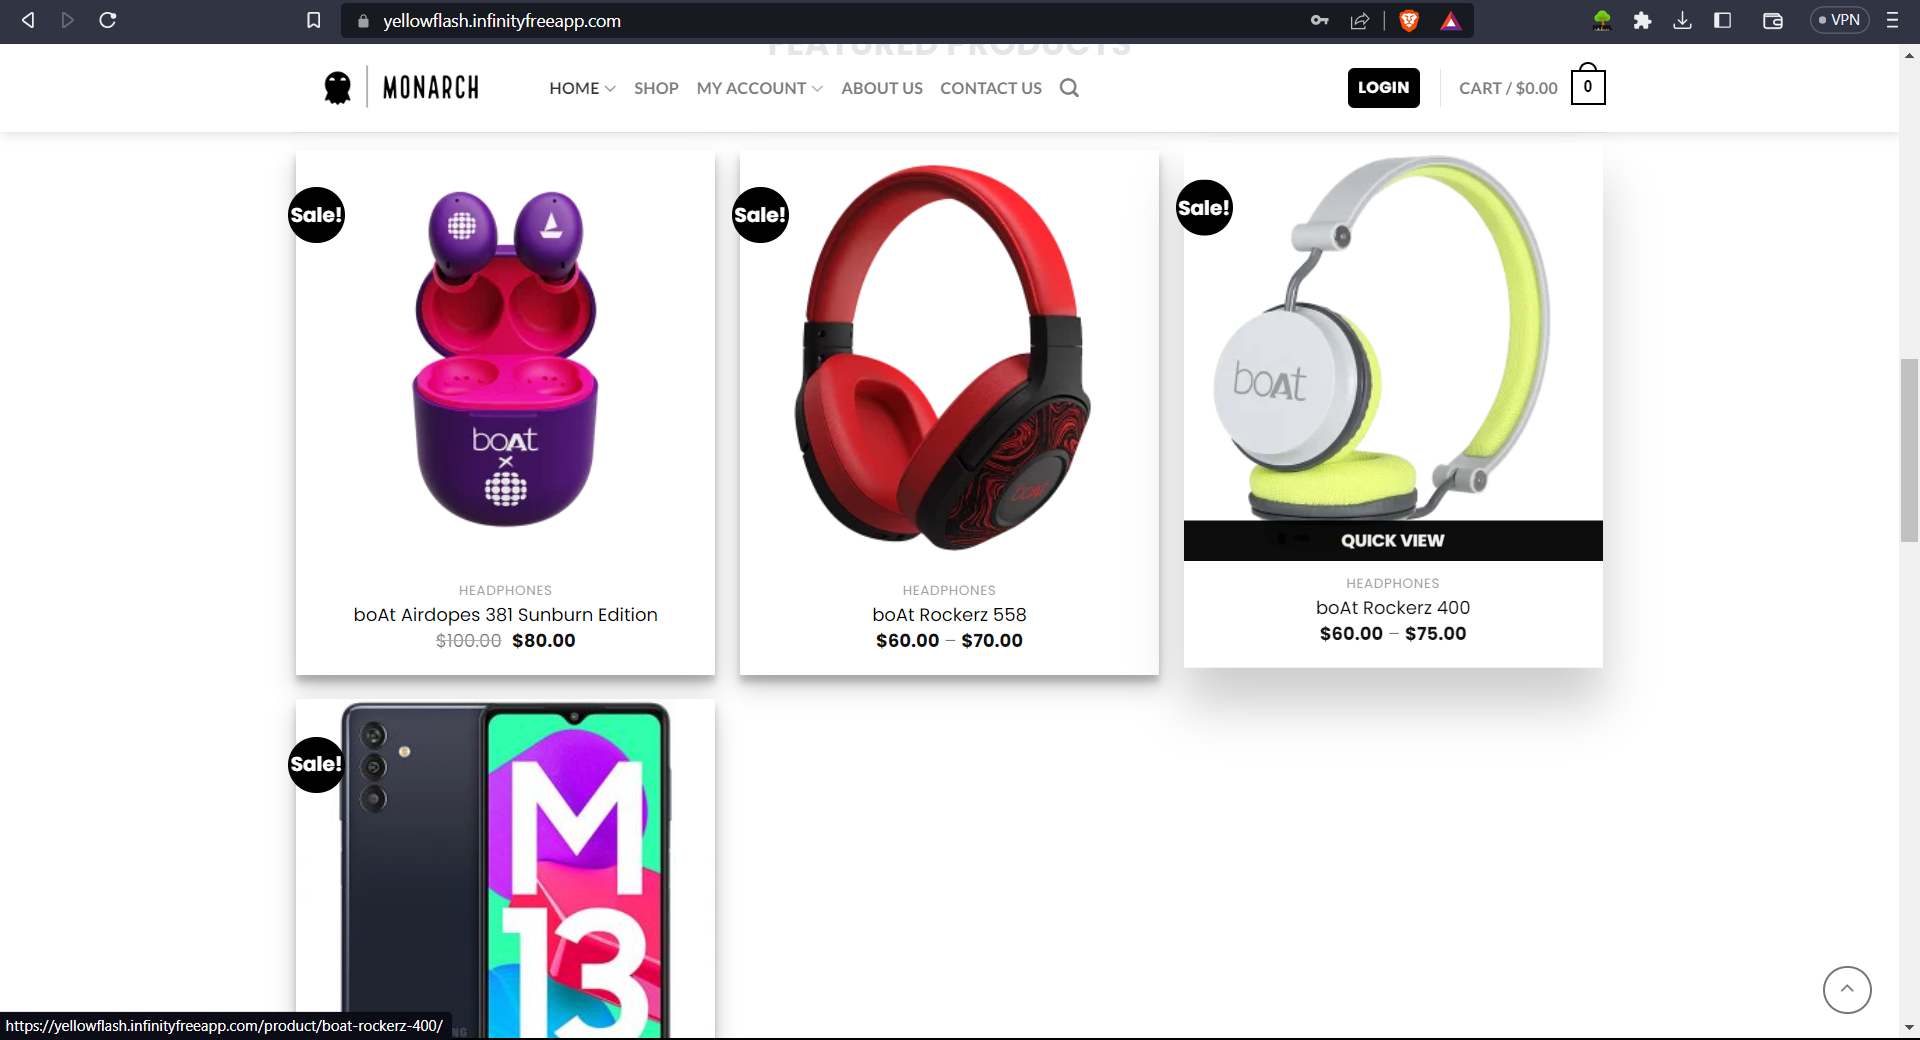 yellowflash.infinityfreeapp.com
VPN
FEATURED PRODUCTS
MONARCH
HOME
SHOP
MY ACCOUNT
ABOUT US
CONTACT US
LOGIN
CART / $0.00
0
Sale!
boAt
×
HEADPHONES
boAt Airdopes 381 Sunburn Edition
$100.00 $80.00
Sale!
boAt
HEADPHONES
boAt Rockerz 558
$60.00 – $70.00
Sale!
boAt
QUICK VIEW
HEADPHONES
boAt Rockerz 400
$60.00 – $75.00
Sale!
M
13
https://yellowflash.infinityfreeapp.com/product/boat-rockerz-400/